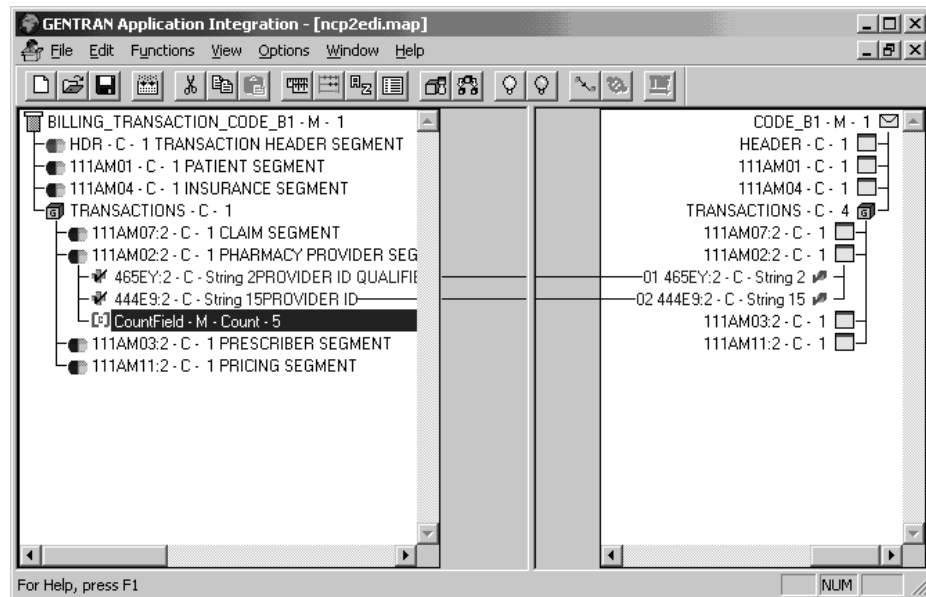 GENTRAN Application Integration - [ncp2edi.map]
File Edit Functions View Options Window Help
BILLING_TRANSACTION_CODE_B1 - M - 1
HDR - C - 1 TRANSACTION HEADER SEGMENT
111AM01 - C - 1 PATIENT SEGMENT
111AM04 - C - 1 INSURANCE SEGMENT
TRANSACTIONS - C - 1
111AM07:2 - C - 1 CLAIM SEGMENT
111AM02:2 - C - 1 PHARMACY PROVIDER SEG
465EY:2 - C - String 2PROVIDER ID QUALIFIE
444E9:2 - C - String 15PROVIDER ID
CountField - M - Count - 5
111AM03:2 - C - 1 PRESCRIBER SEGMENT
111AM11:2 - C - 1 PRICING SEGMENT
CODE_B1 - M - 1
HEADER - C - 1
111AM01 - C - 1
111AM04 - C - 1
TRANSACTIONS - C - 4
111AM07:2 - C - 1
111AM02:2 - C - 1
01 465EY:2 - C - String 2
02 444E9:2 - C - String 15
111AM03:2 - C - 1
111AM11:2 - C - 1
For Help, press F1
NUM